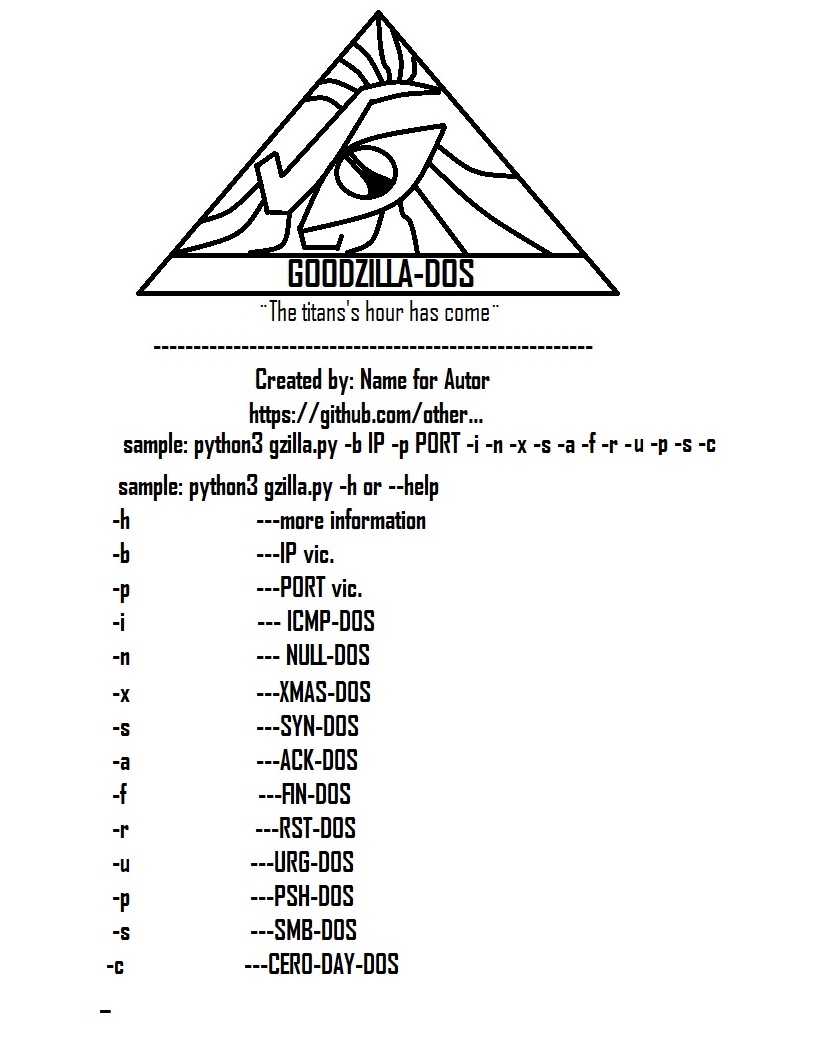 GOODZILLA-DOS
¨The titans's hour has come¨
-------------------------------------------------------
Created by: Name for Autor
https://github.com/other...
sample: python3 gzilla.py -b IP -p PORT -i -n -x -s -a -f -r -u -p -s -c
sample: python3 gzilla.py -h or --help
-h ---more information
-b ---IP vic.
-p ---PORT vic.
-i --- ICMP-DOS
-n --- NULL-DOS
-x ---XMAS-DOS
-s ---SYN-DOS
-a ---ACK-DOS
-f ---FIN-DOS
-r ---RST-DOS
-u ---URG-DOS
-p ---PSH-DOS
-s ---SMB-DOS
-c ---CERO-DAY-DOS
_